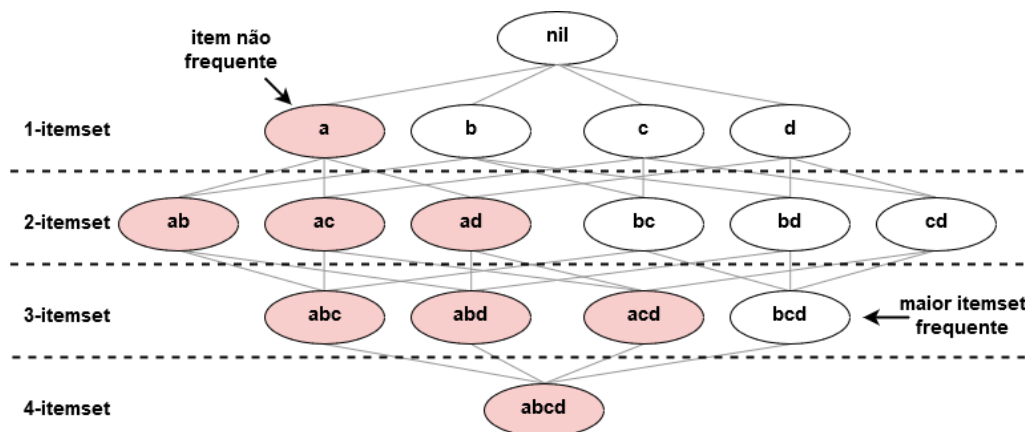 nil
item não
frequente
1-itemset
a
b
c
d
2-itemset
ab
ac
ad
bc
bd
cd
3-itemset
abc
abd
acd
bcd
maior itemset
frequente
4-itemset
abcd